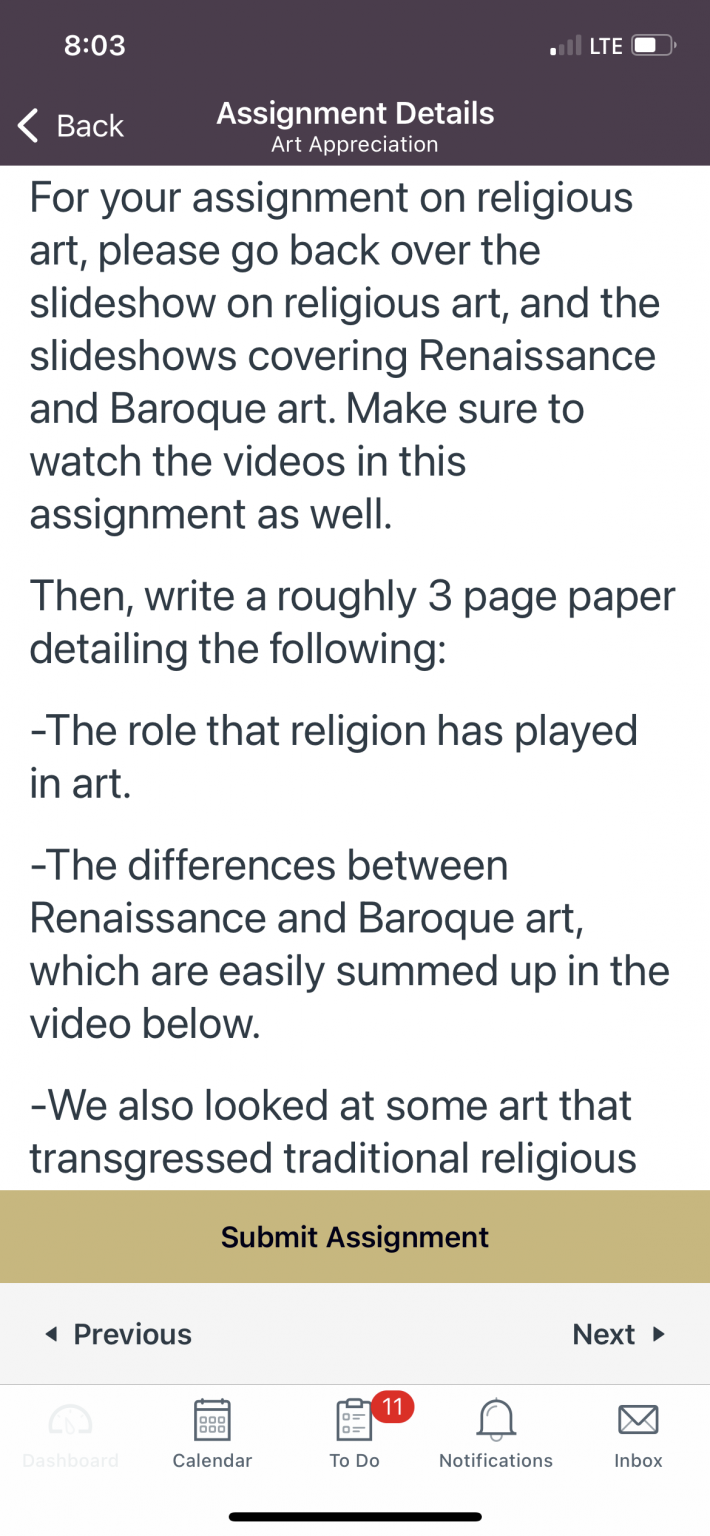 8:03
LTE
Back
Assignment Details
Art Appreciation
For your assignment on religious
art, please go back over the
slideshow on religious art, and the
slideshows covering Renaissance
and Baroque art. Make sure to
watch the videos in this
assignment as well.
Then, write a roughly 3 page paper
detailing the following:
-The role that religion has played
in art.
-The differences between
Renaissance and Baroque art,
which are easily summed up in the
video below.
-We also looked at some art that
transgressed traditional religious
Submit Assignment
Previous
Next
11
Dashboard
Calendar
To Do
Notifications
Inbox